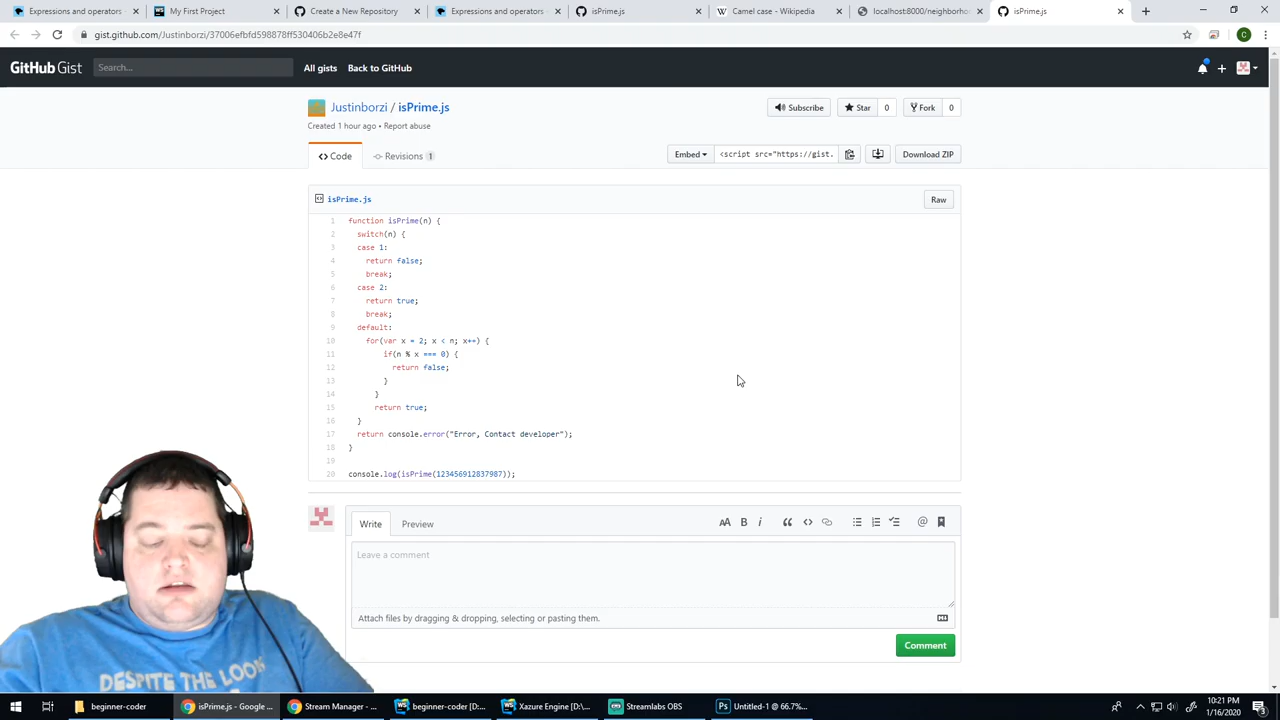 Expressions and operators
My First Project
Create a New Repository
Expressions and operators
isPrime.js
Camel case - Wikipedia
localhost:8000/neighborho
isPrime.js
gist.github.com/Justinborzi/37006efbfd598878ff530406b2e8e47f
C
GitHub Gist
Search...
All gists
Back to GitHub
Justinborzi / isPrime.js
Subscribe
Star
0
Fork
0
Created 1 hour ago • Report abuse
Code
Revisions 1
Embed
<script src="https://gist.
Download ZIP
isPrime.js
Raw
1 function isPrime(n) {
2 switch(n) {
3 case 1:
4 return false;
5 break;
6 case 2:
7 return true;
8 break;
9 default:
10 for(var x = 2; x < n; x++) {
11 if(n % x === 0) {
12 return false;
13 }
14 }
15 return true;
16 }
17 return console.error("Error, Contact developer");
18 }
19
20 console.log(isPrime(123456912837987));
Write
Preview
Leave a comment
Attach files by dragging & dropping, selecting or pasting them.
Comment
DESPITE THE LOOK
beginner-coder
isPrime.js - Google ...
Stream Manager - ...
beginner-coder [D:...
Xazure Engine [D:\...
Streamlabs OBS
Untitled-1 @ 66.7%...
10:21 PM
1/16/2020
3